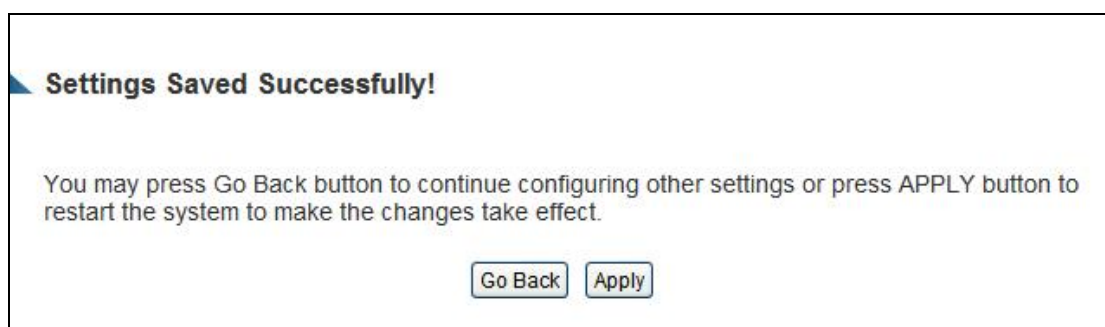 Settings Saved Successfully!
You may press Go Back button to continue configuring other settings or press APPLY button to
restart the system to make the changes take effect.
Go Back Apply